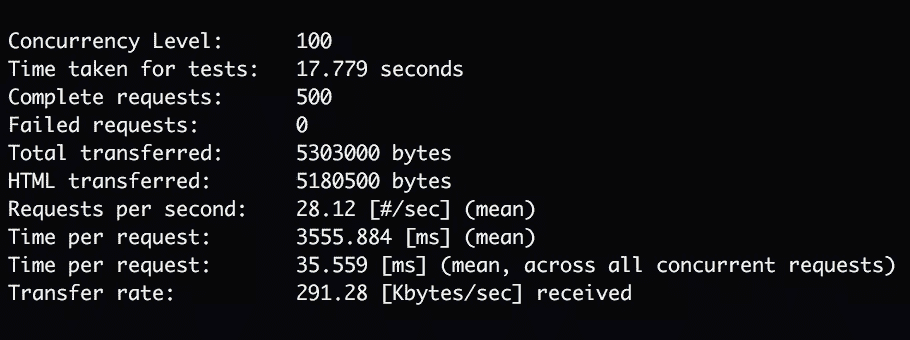 Concurrency Level:      100
Time taken for tests:   17.779 seconds
Complete requests:      500
Failed requests:        0
Total transferred:      5303000 bytes
HTML transferred:       5180500 bytes
Requests per second:    28.12 [#/sec] (mean)
Time per request:       3555.884 [ms] (mean)
Time per request:       35.559 [ms] (mean, across all concurrent requests)
Transfer rate:          291.28 [Kbytes/sec] received